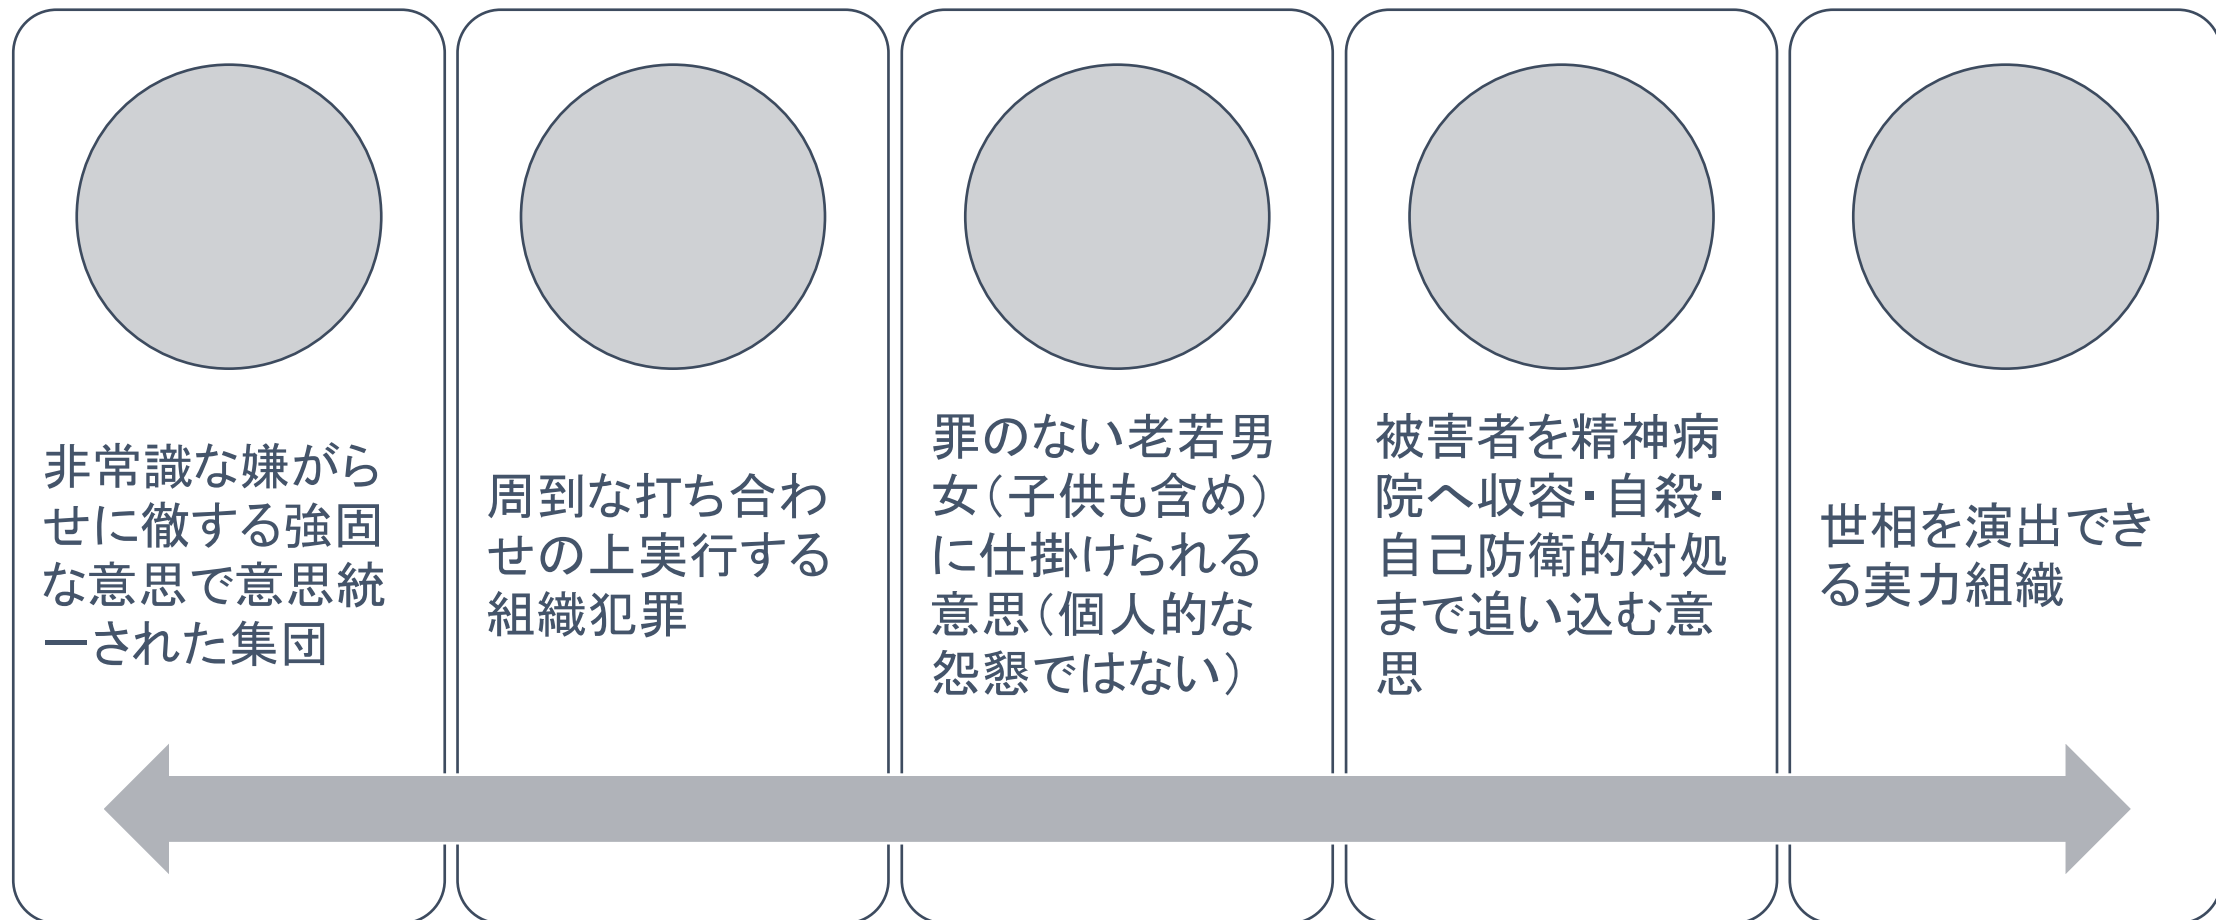 非常識な嫌がら
せに徹する強固
な意思で意思統
一された集団
周到な打ち合わ
せの上実行する
組織犯罪
罪のない老若男
女(子供も含め)
に仕掛けられる
意思(個人的な
怨懇ではない)
被害者を精神病
院へ収容・自殺・
自己防衛的対処
まで追い込む意
思
世相を演出でき
る実力組織